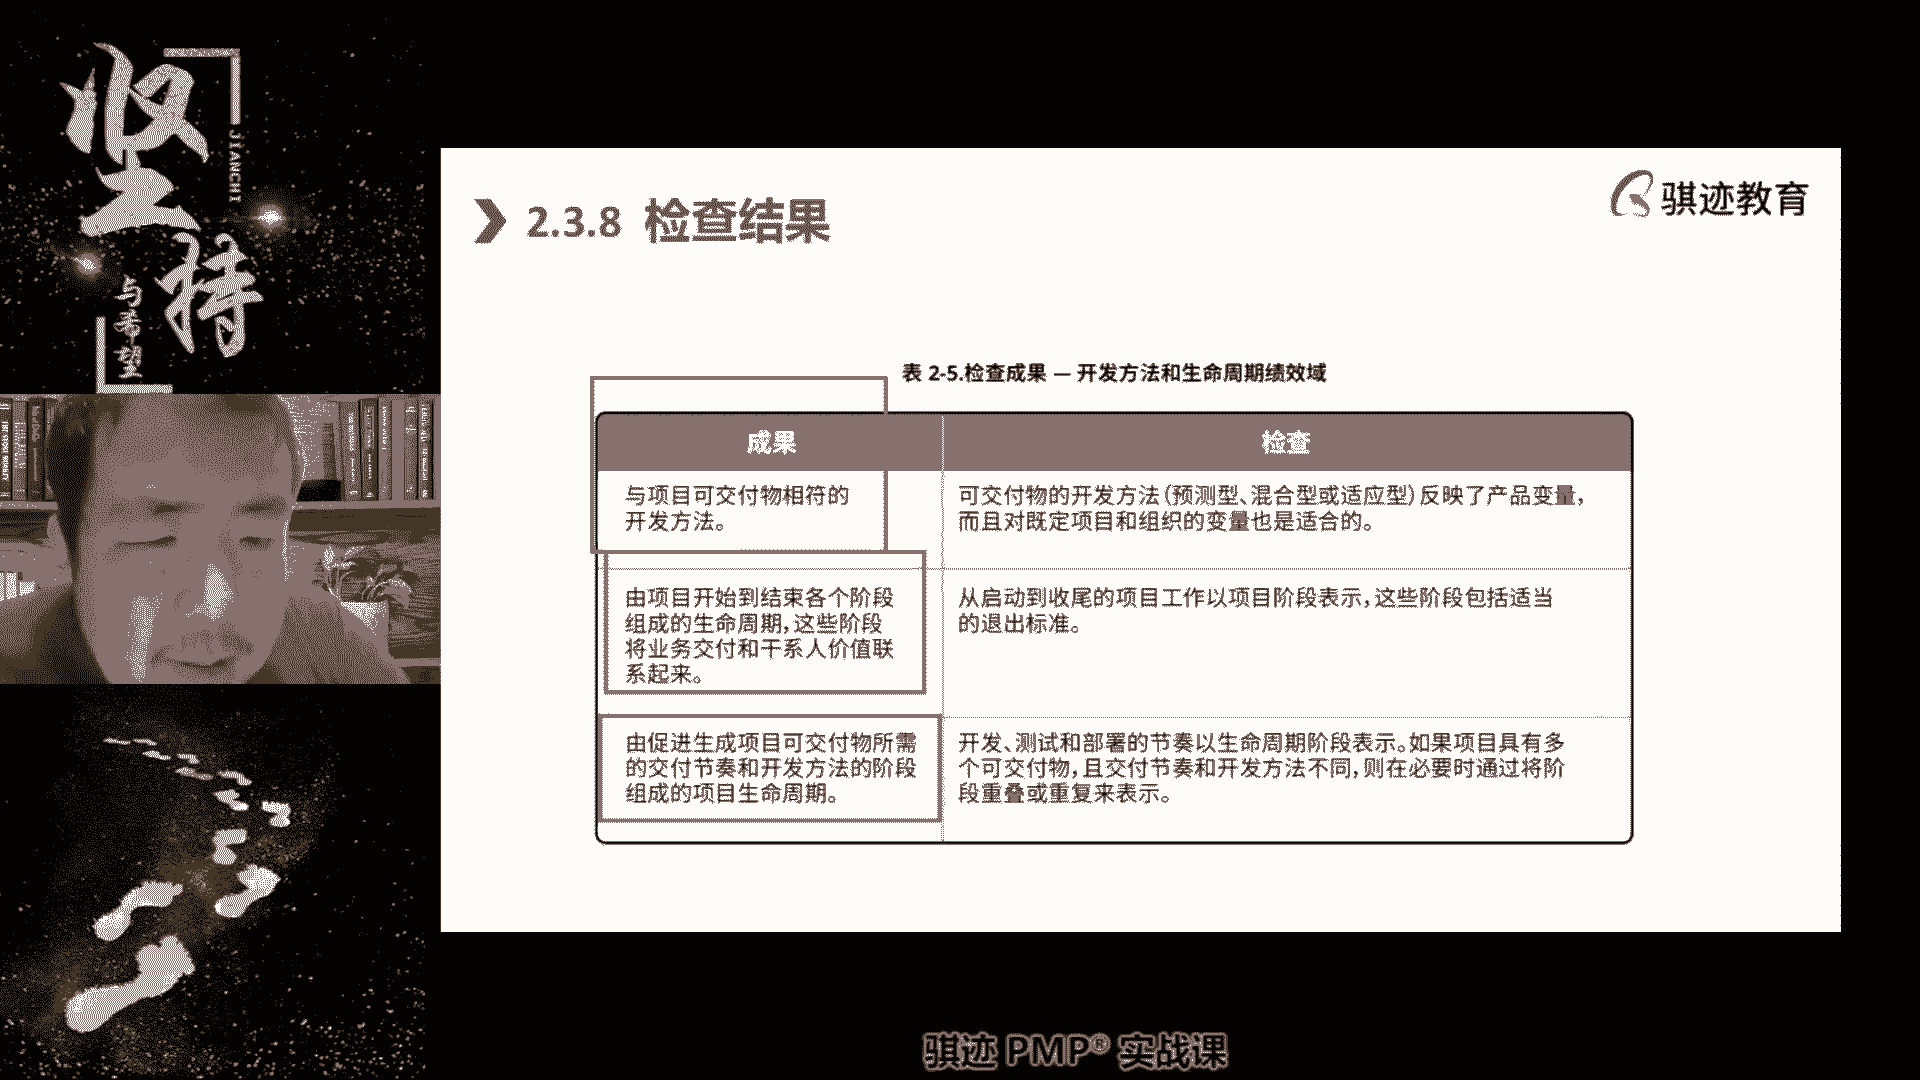 坚持
JIANCHI
与希望
2.3.8 检查结果
骐迹教育
表 2-5.检查成果 — 开发方法和生命周期绩效域
成果
检查
与项目可交付物相符的
开发方法。
可交付物的开发方法(预测型、混合型或适应型)反映了产品变量,
而且对既定项目和组织的变量也是适合的。
由项目开始到结束各个阶段
组成的生命周期,这些阶段
将业务交付和干系人价值联
系起来。
从启动到收尾的项目工作以项目阶段表示,这些阶段包括适当
的退出标准。
由促进生成项目可交付物所需
的交付节奏和开发方法的阶段
组成的项目生命周期。
开发、测试和部署的节奏以生命周期阶段表示。如果项目具有多
个可交付物,且交付节奏和开发方法不同,则在必要时通过将阶
段重叠或重复来表示。
骐迹 PMP® 实战课